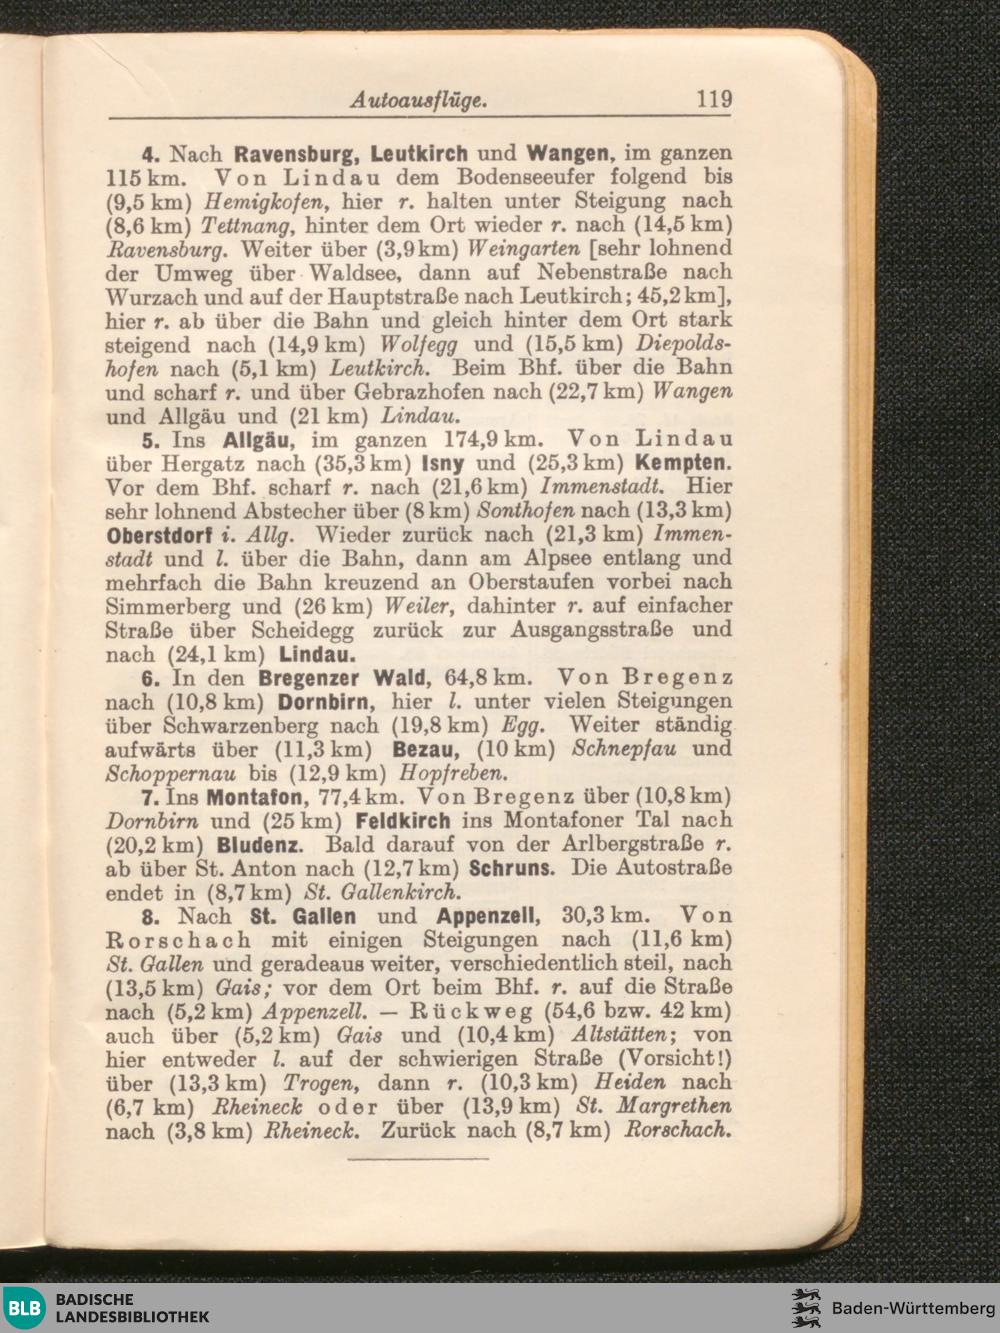 Autoausflüge. 119
4. Nach Ravensburg, Leutkirch und Wangen, im ganzen
115 km. Von Lindau dem Bodenseeufer folgend bis
(9,5 km) Hemigkofen, hier r. halten unter Steigung nach
(8,6 km) Tettnang, hinter dem Ort wieder r. nach (14,5 km)
Ravensburg. Weiter über (3,9 km) Weingarten [sehr lohnend
der Umweg über Waldsee, dann auf Nebenstraße nach
Wurzach und auf der Hauptstraße nach Leutkirch; 45,2 km],
hier r. ab über die Bahn und gleich hinter dem Ort stark
steigend nach (14,9 km) Wolfegg und (15,5 km) Diepolds-
hofen nach (5,1 km) Leutkirch. Beim Bhf. über die Bahn
und scharf r. und über Gebrazhofen nach (22,7 km) Wangen
und Allgäu und (21 km) Lindau.
5. Ins Allgäu, im ganzen 174,9 km. Von Lindau
über Hergatz nach (35,3 km) Isny und (25,3 km) Kempten.
Vor dem Bhf. scharf r. nach (21,6 km) Immenstadt. Hier
sehr lohnend Abstecher über (8 km) Sonthofen nach (13,3 km)
Oberstdorf i. Allg. Wieder zurück nach (21,3 km) Immen-
stadt und l. über die Bahn, dann am Alpsee entlang und
mehrfach die Bahn kreuzend an Oberstaufen vorbei nach
Simmerberg und (26 km) Weiler, dahinter r. auf einfacher
Straße über Scheidegg zurück zur Ausgangsstraße und
nach (24,1 km) Lindau.
6. In den Bregenzer Wald, 64,8 km. Von Bregenz
nach (10,8 km) Dornbirn, hier l. unter vielen Steigungen
über Schwarzenberg nach (19,8 km) Egg. Weiter ständig
aufwärts über (11,3 km) Bezau, (10 km) Schnepfau und
Schoppernau bis (12,9 km) Hopfreben.
7. Ins Montafon, 77,4 km. Von Bregenz über (10,8 km)
Dornbirn und (25 km) Feldkirch ins Montafoner Tal nach
(20,2 km) Bludenz. Bald darauf von der Arlbergstraße r.
ab über St. Anton nach (12,7 km) Schruns. Die Autostraße
endet in (8,7 km) St. Gallenkirch.
8. Nach St. Gallen und Appenzell, 30,3 km. Von
Rorschach mit einigen Steigungen nach (11,6 km)
St. Gallen und geradeaus weiter, verschiedentlich steil, nach
(13,5 km) Gais; vor dem Ort beim Bhf. r. auf die Straße
nach (5,2 km) Appenzell. — Rückweg (54,6 bzw. 42 km)
auch über (5,2 km) Gais und (10,4 km) Altstätten; von
hier entweder l. auf der schwierigen Straße (Vorsicht!)
über (13,3 km) Trogen, dann r. (10,3 km) Heiden nach
(6,7 km) Rheineck oder über (13,9 km) St. Margrethen
nach (3,8 km) Rheineck. Zurück nach (8,7 km) Rorschach.
BLB BADISCHE
LANDESBIBLIOTHEK
Baden-Württemberg